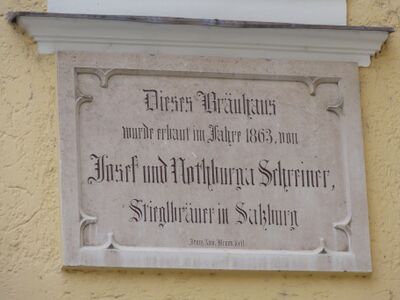 Dieses Bräuhaus
wurde erbaut im Jahre 1863, von
Josef und Nothburga Schreiner,
Stieglbräuer in Salzburg